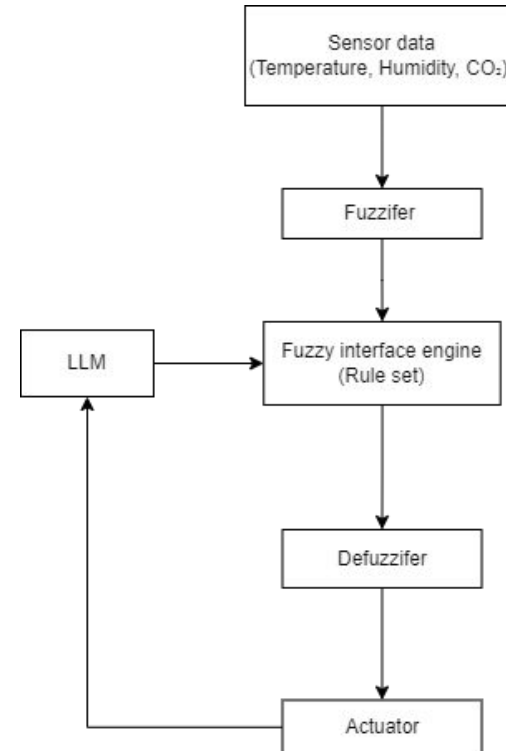 Sensor data
(Temperature, Humidity, CO₂)
Fuzzifer
LLM
Fuzzy interface engine
(Rule set)
Defuzzifer
Actuator